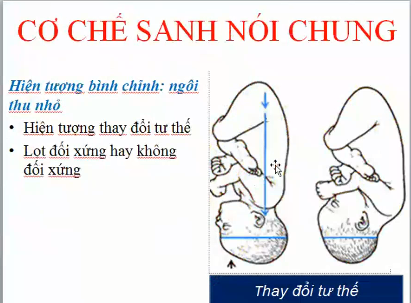 CƠ CHẾ SANH NÓI CHUNG
Hiện tượng bình chỉnh: ngôi
thu nhỏ
• Hiện tượng thay đổi tư thế
• Lọt đối xứng hay không
đối xứng
Thay đổi tư thế